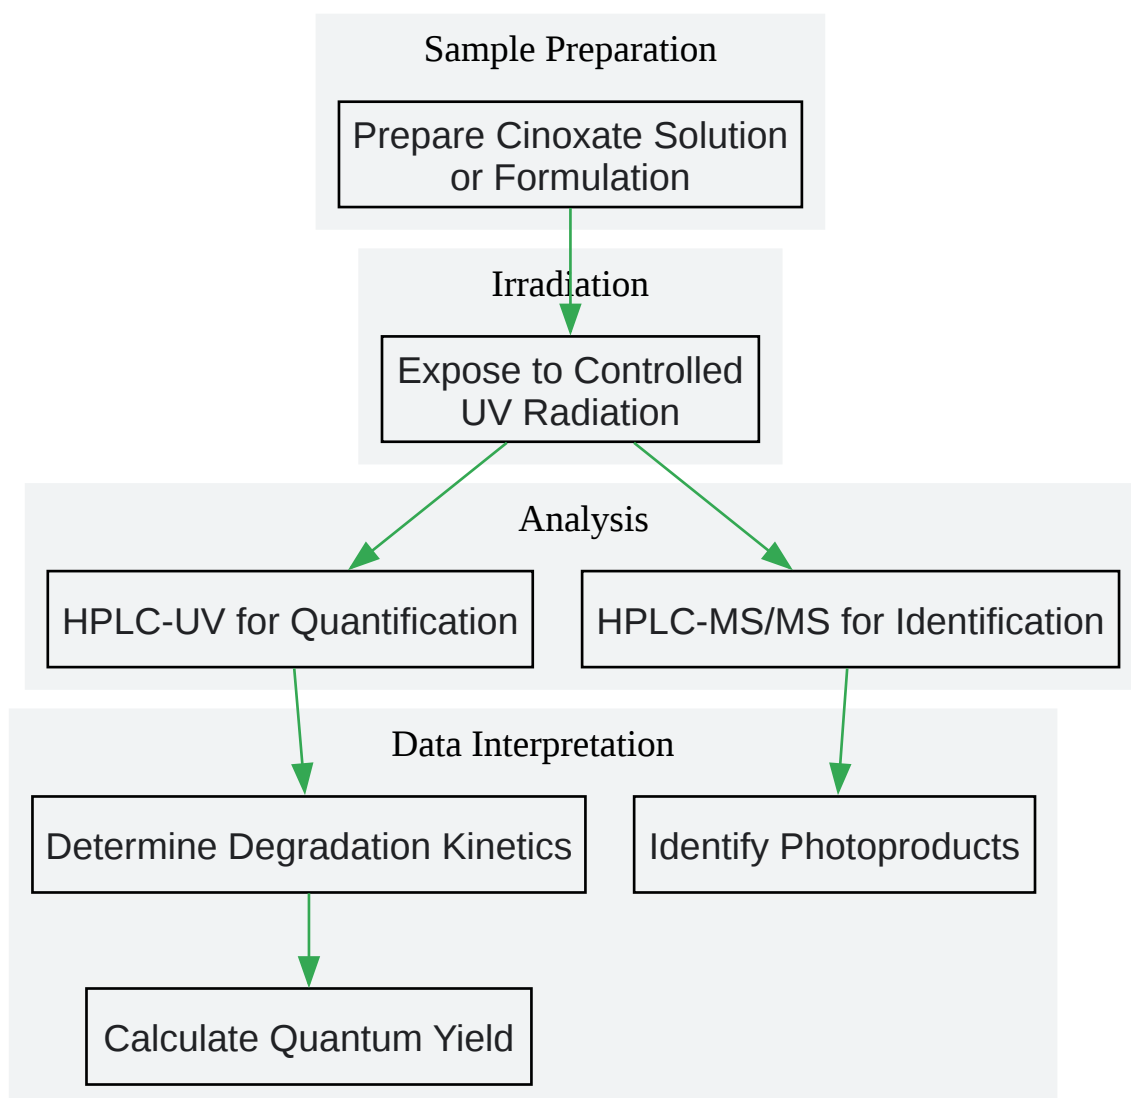 Sample Preparation
Prepare Cinoxate Solution
or Formulation
Irradiation
Expose to Controlled
UV Radiation
Analysis
HPLC-UV for Quantification
HPLC-MS/MS for Identification
Data Interpretation
Determine Degradation Kinetics
Identify Photoproducts
Calculate Quantum Yield